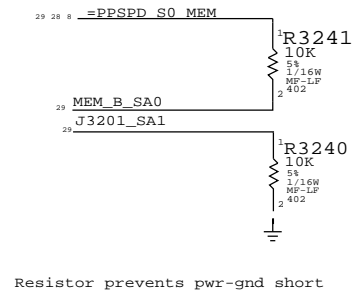 29 28 8 =PPSPD_S0_MEM
1
R3241
10K
5%
1/16W
MF-LF
402
2
29 MEM_B_SA0
J3201_SA1
29
1
R3240
10K
5%
1/16W
MF-LF
402
2
Resistor prevents pwr-gnd short